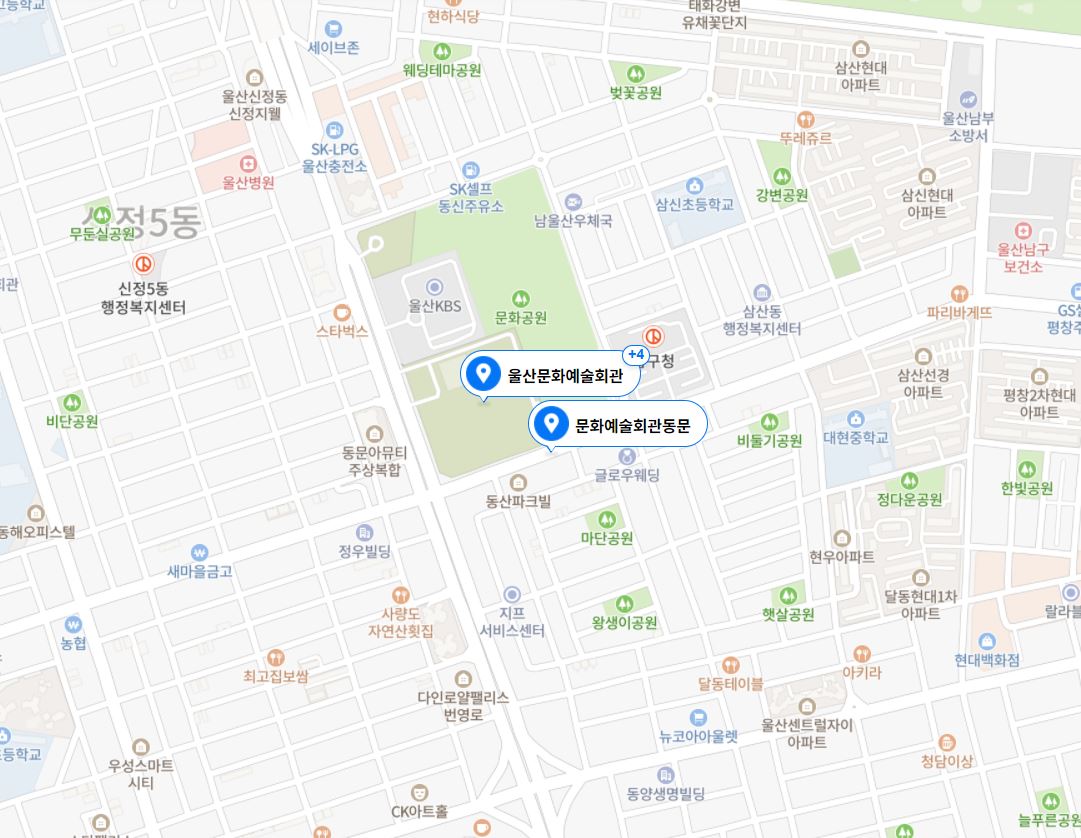 현하식당
태화강변
유채꽃단지
세이브존
웨딩테마공원
벚꽃공원
삼산현대
아파트
울산신정동
신정지웰
울산남부
소방서
뚜레쥬르
SK-LPG
울산충전소
울산병원
SK셀프
동신주유소
남울산우체국
삼신초등학교
강변공원
삼신현대
아파트
신정5동
무둔실공원
울산남구
보건소
신정5동
행정복지센터
울산KBS
문화공원
스타벅스
삼산동
행정복지센터
파리바게뜨
+4
구청
울산문화예술회관
문화예술회관동문
삼산선경
아파트
평창2차현대
아파트
비단공원
동문아뮤티
주상복합
비둘기공원
대현중학교
글로우웨딩
정다운공원
한빛공원
동산파크빌
동해오피스텔
마단공원
정우빌딩
현우아파트
새마을금고
달동현대1차
아파트
사량도
자연산횟집
지프
서비스센터
왕생이공원
햇살공원
농협
현대백화점
최고집보쌈
달동테이블
아키라
다인로얄팰리스
번영로
울산센트럴자이
아파트
뉴코아아울렛
청담이상
우성스마트
시티
동양생명빌딩
CK아트홀
늘푸른공원